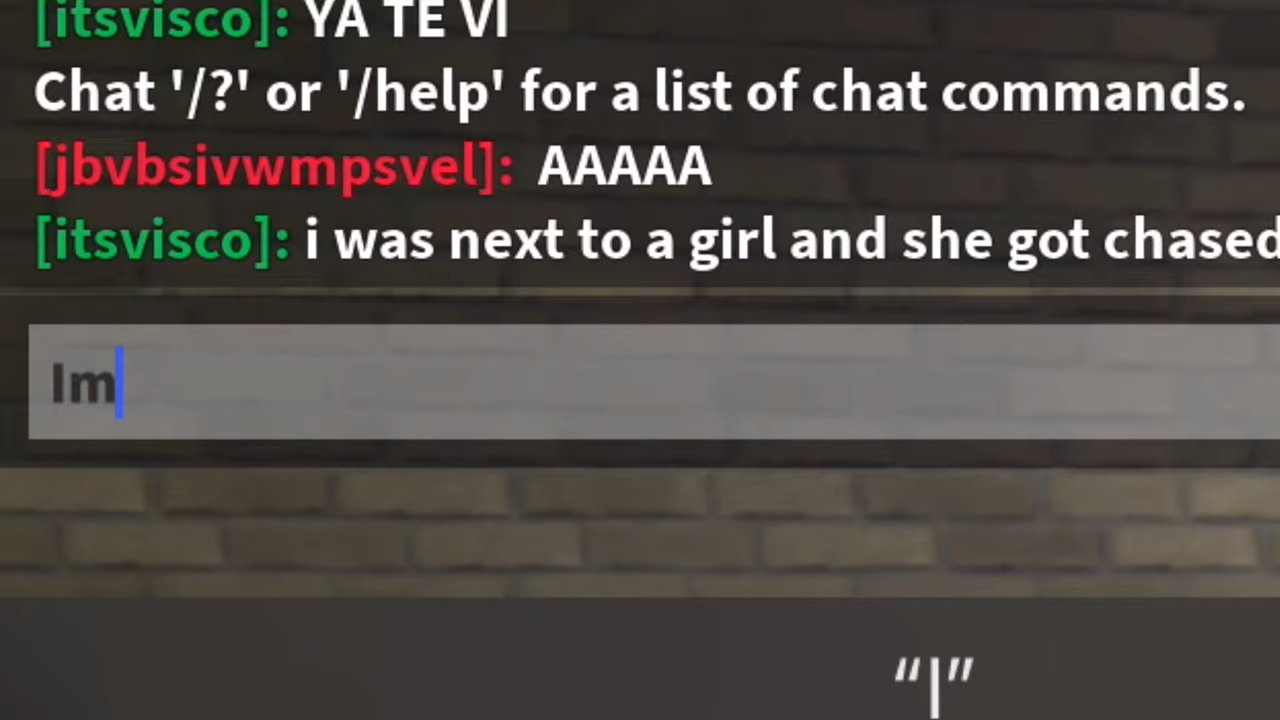 [itsvisco]: YA TE VI
Chat '/?' or '/help' for a list of chat commands.
[jbvbsivwmpsvel]: AAAAA
[itsvisco]: i was next to a girl and she got chased
Im
“I”